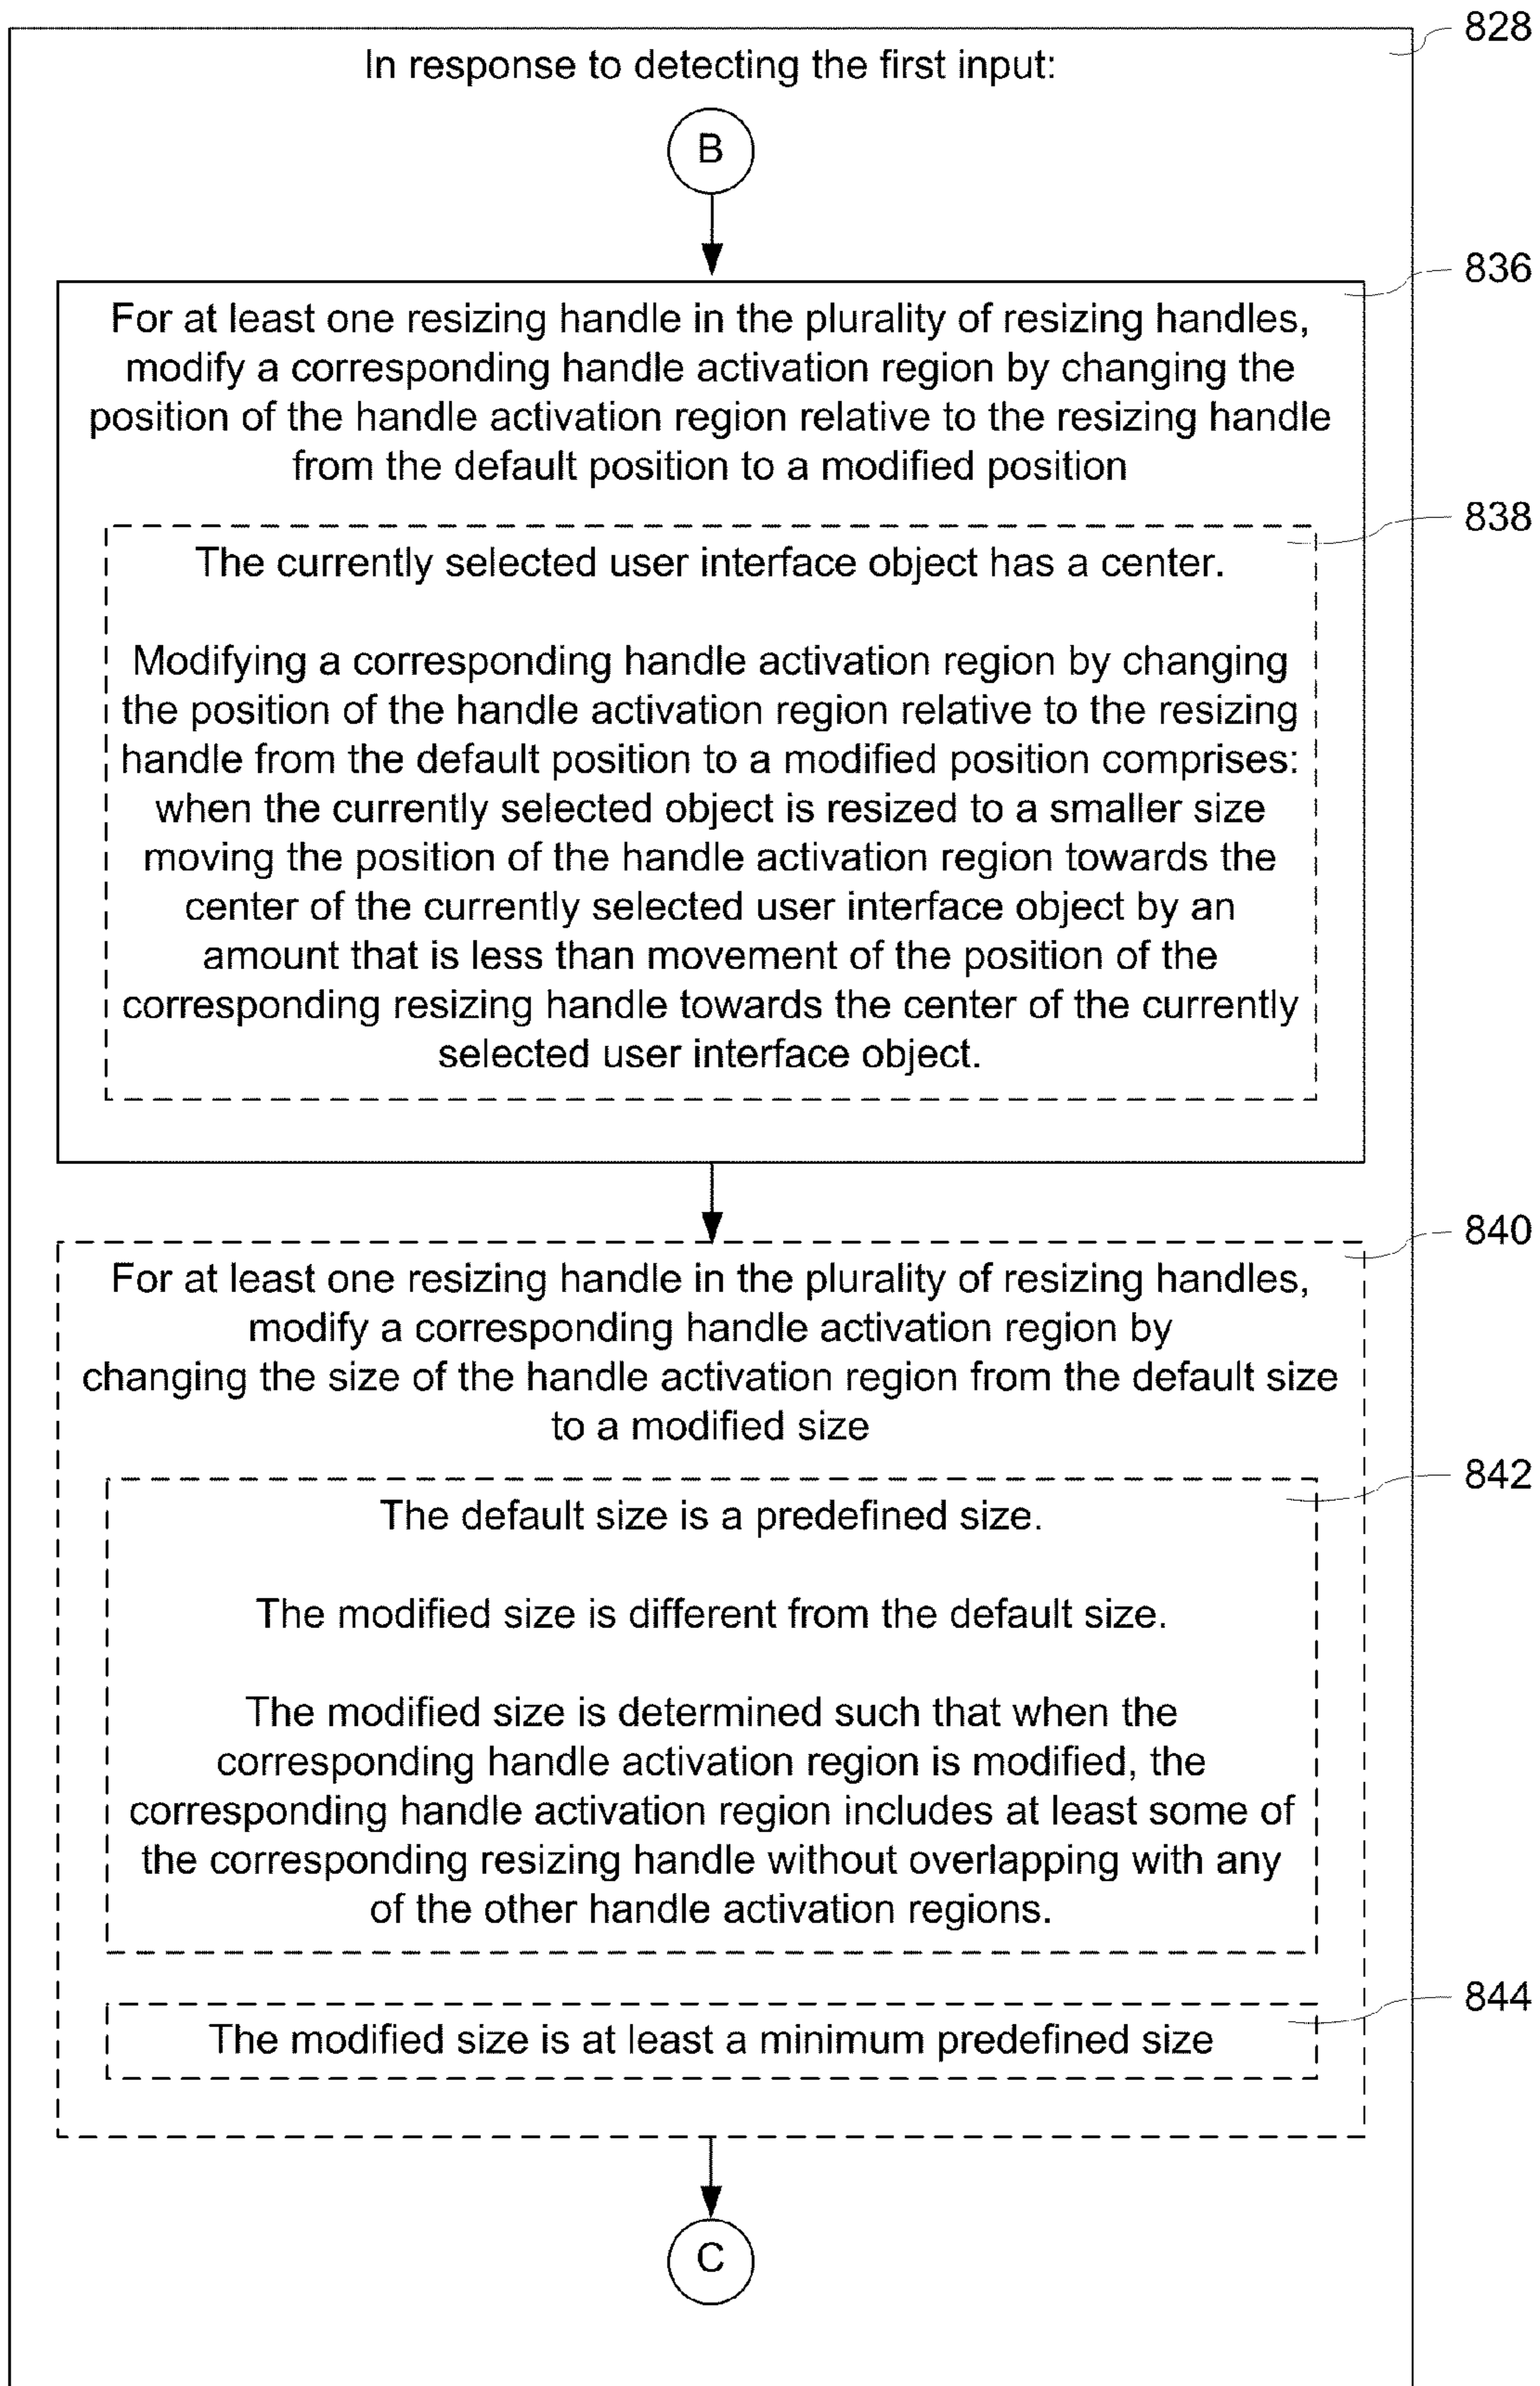 828
In response to detecting the first input:
B
836
For at least one resizing handle in the plurality of resizing handles,
modify a corresponding handle activation region by changing the
position of the handle activation region relative to the resizing handle
from the default position to a modified position
838
The currently selected user interface object has a center.
Modifying a corresponding handle activation region by changing
the position of the handle activation region relative to the resizing
handle from the default position to a modified position comprises:
when the currently selected object is resized to a smaller size
moving the position of the handle activation region towards the
center of the currently selected user interface object by an
amount that is less than movement of the position of the
corresponding resizing handle towards the center of the currently
selected user interface object.
840
For at least one resizing handle in the plurality of resizing handles,
modify a corresponding handle activation region by
changing the size of the handle activation region from the default size
to a modified size
842
The default size is a predefined size.
The modified size is different from the default size.
The modified size is determined such that when the
corresponding handle activation region is modified, the
corresponding handle activation region includes at least some of
the corresponding resizing handle without overlapping with any
of the other handle activation regions.
844
The modified size is at least a minimum predefined size
C